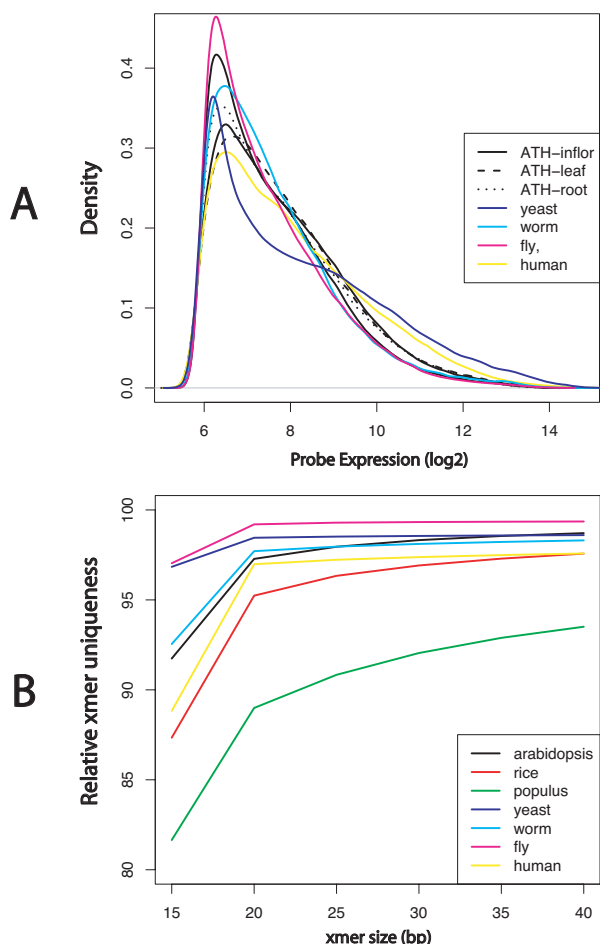 A
Density
0.4
0.3
0.2
0.1
0.0
ATH−inflor
ATH−leaf
ATH−root
yeast
worm
fly,
human
6 8 10 12 14
Probe Expression (log2)
B
Relative xmer uniqueness
100
95
90
85
80
arabidopsis
rice
populus
yeast
worm
fly
human
15 20 25 30 35 40
xmer size (bp)